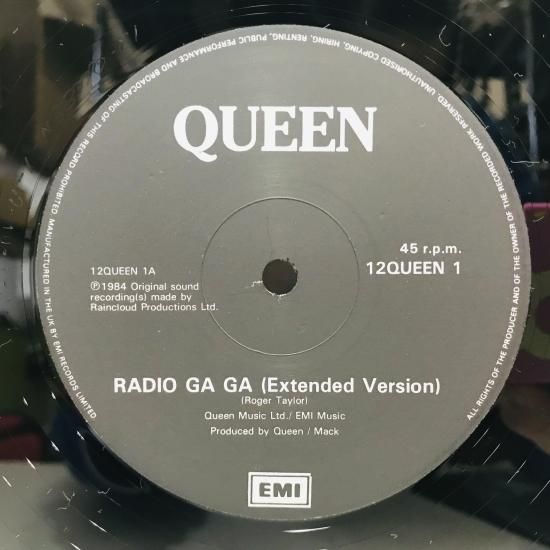 ALL RIGHTS OF THE PRODUCER AND OF THE OWNER OF THE RECORDED WORK RESERVED. UNAUTHORISED COPYING, HIRING, RENTING, PUBLIC PERFORMANCE AND BROADCASTING OF THIS RECORD PROHIBITED. MANUFACTURED IN THE UK BY EMI RECORDS LIMITED.
QUEEN
45 r.p.m.
12QUEEN 1
12QUEEN 1A
Ⓟ1984 Original sound
recording(s) made by
Raincloud Productions Ltd.
RADIO GA GA (Extended Version)
(Roger Taylor)
Queen Music Ltd./ EMI Music
Produced by Queen / Mack
EMI